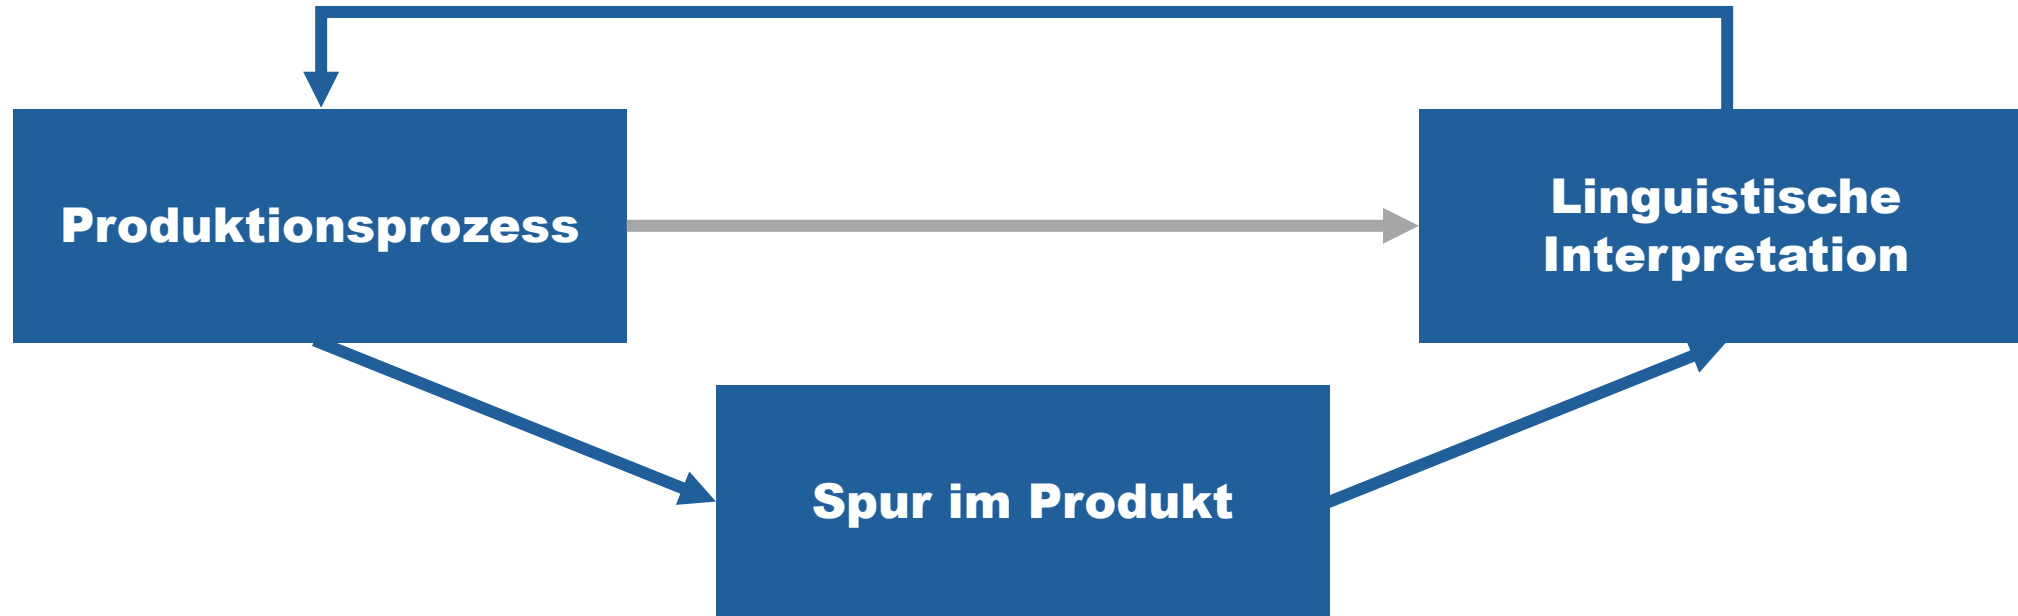 Produktionsprozess
Linguistische
Interpretation
Spur im Produkt